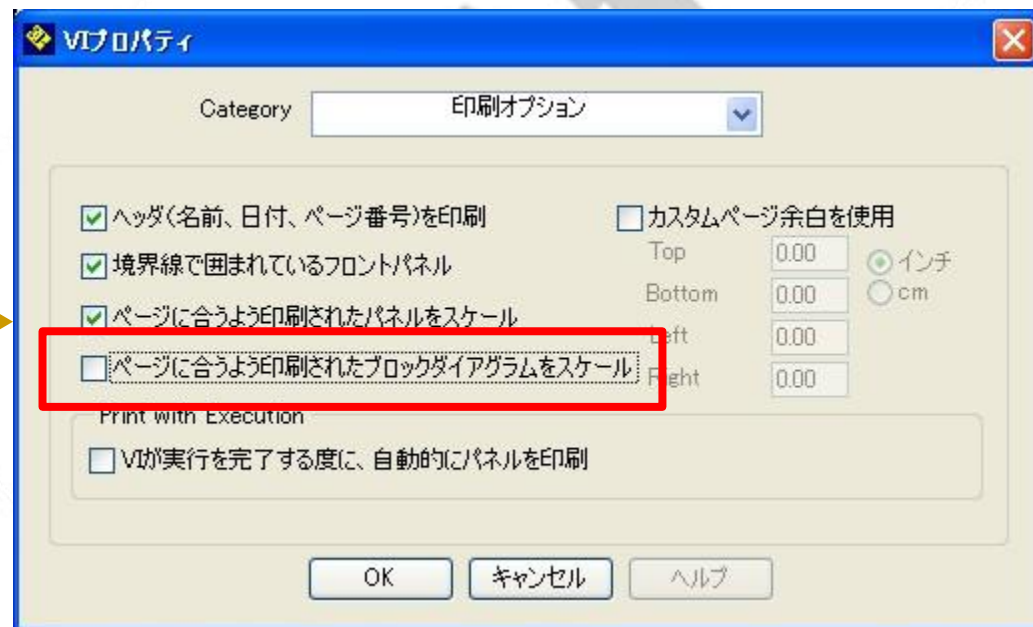 VIプロパティ
Category 印刷オプション
ヘッダ(名前、日付、ページ番号)を印刷
境界線で囲まれているフロントパネル
ページに合うよう印刷されたパネルをスケール
ページに合うよう印刷されたブロックダイアグラムをスケール
カスタムページ余白を使用
Top 0.00
Bottom 0.00
Left 0.00
Right 0.00
インチ
cm
Print with Execution
VIが実行を完了する度に、自動的にパネルを印刷
OK キャンセル ヘルプ